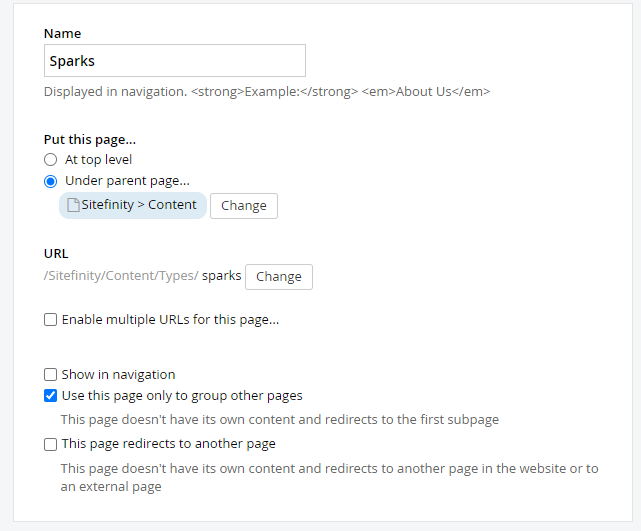 Name
Sparks
Displayed in navigation. <strong>Example:</strong> <em>About Us</em>
Put this page...
At top level
Under parent page...
Sitefinity > Content Change
URL
/Sitefinity/Content/Types/ sparks Change
Enable multiple URLs for this page...
Show in navigation
Use this page only to group other pages
This page doesn't have its own content and redirects to the first subpage
This page redirects to another page
This page doesn't have its own content and redirects to another page in the website or to
an external page